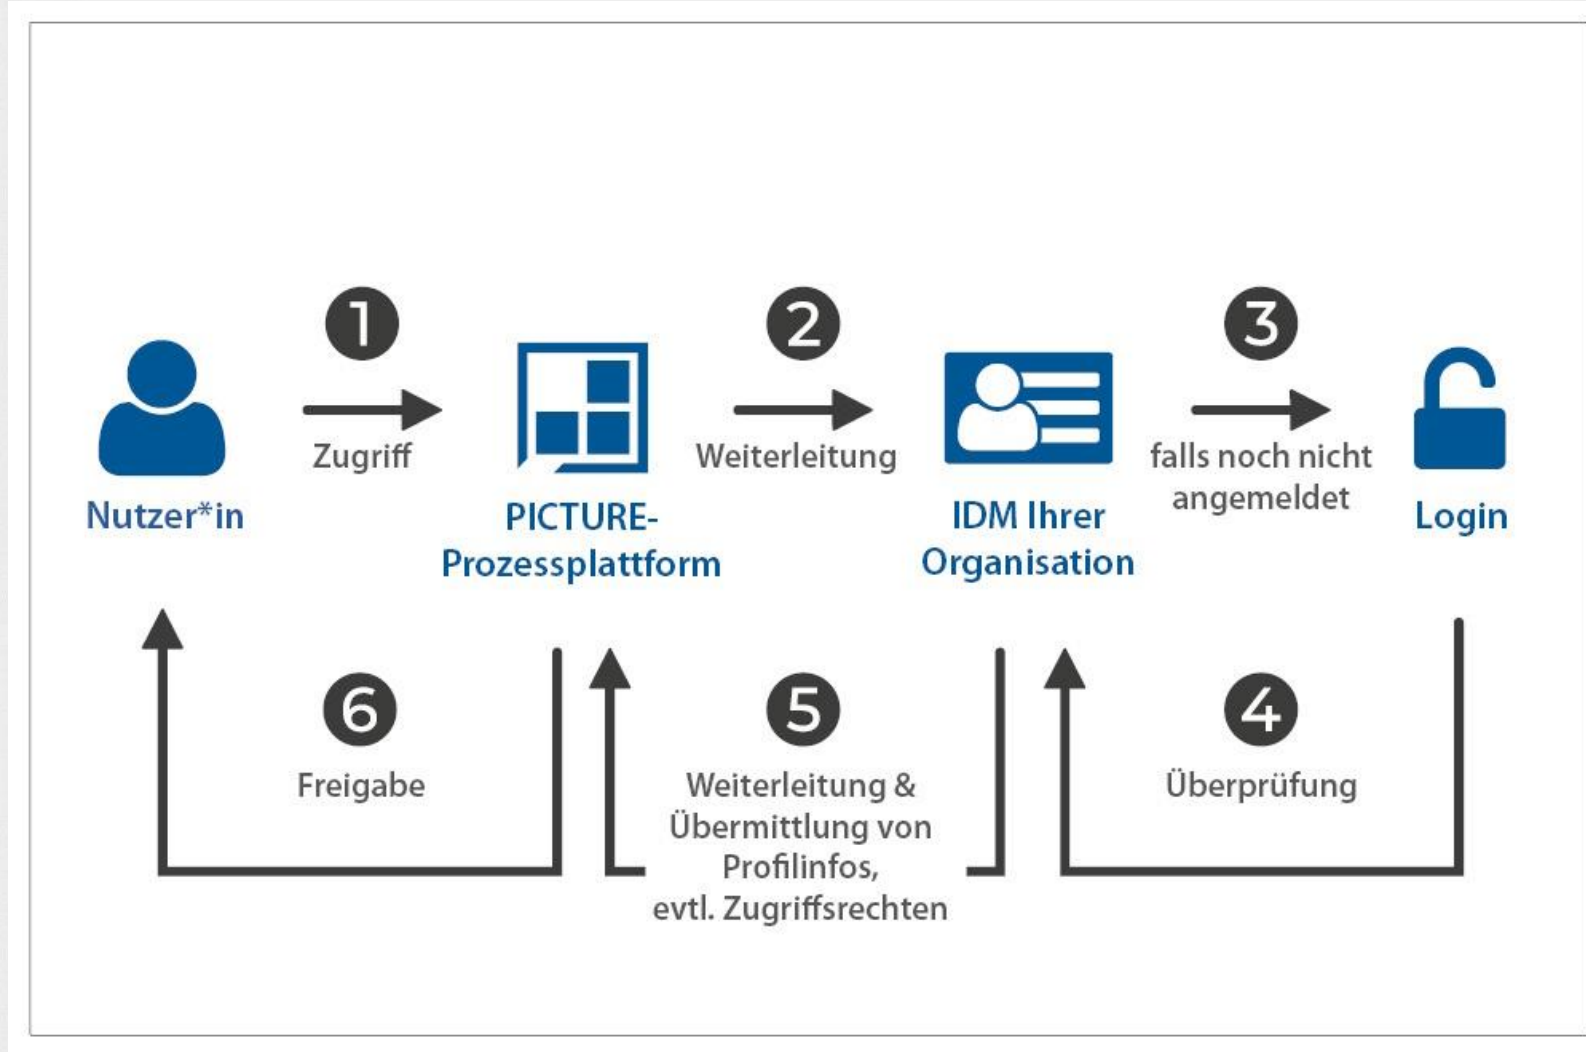 1
Zugriff
Nutzer*in
PICTURE-
Prozessplattform
2
Weiterleitung
IDM Ihrer
Organisation
3
falls noch nicht
angemeldet
Login
4
Überprüfung
5
Weiterleitung &
Übermittlung von
Profilinfos,
evtl. Zugriffsrechten
6
Freigabe